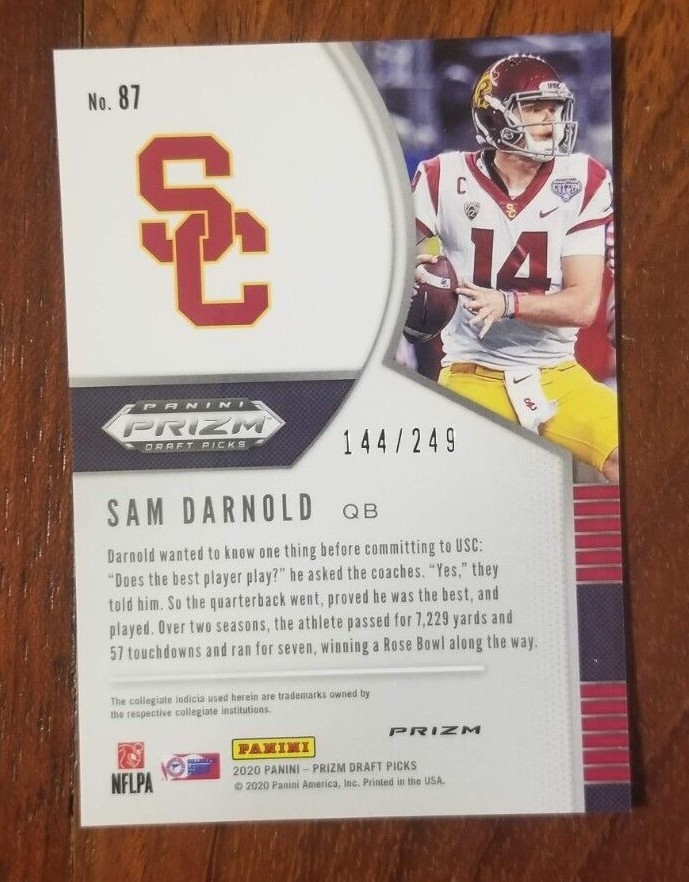 No. 87
SC
C
14
14
PANINI
PRIZM
DRAFT PICKS
144/249
SAM DARNOLD QB
Darnold wanted to know one thing before committing to USC:
“Does the best player play?” he asked the coaches. “Yes,” they
told him. So the quarterback went, proved he was the best, and
played. Over two seasons, the athlete passed for 7,229 yards and
57 touchdowns and ran for seven, winning a Rose Bowl along the way.
The collegiate indicia used herein are trademarks owned by
the respective collegiate institutions.
PRIZM
NFLPA
PANINI
2020 PANINI – PRIZM DRAFT PICKS
© 2020 Panini America, Inc. Printed in the USA.